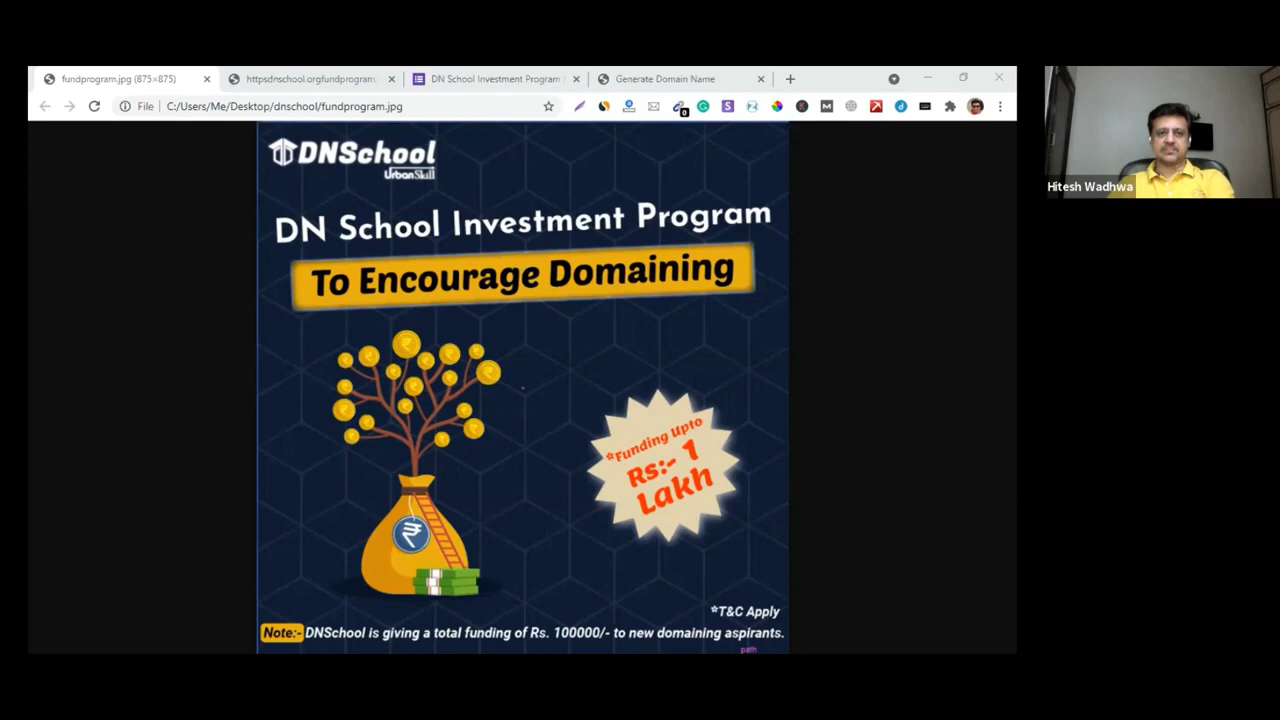 fundprogram.jpg (875×875)
httpsdnschool.orgfundprogram
DN School Investment Program
Generate Domain Name
File
C:/Users/Me/Desktop/dnschool/fundprogram.jpg
0
S
M
DNSchool
UrbanSkill
DN School Investment Program
To Encourage Domaining
*Funding Upto
Rs:- 1
Lakh
₹
*T&C Apply
Note:- DNSchool is giving a total funding of Rs. 100000/- to new domaining aspirants.
path
Hitesh Wadhwa